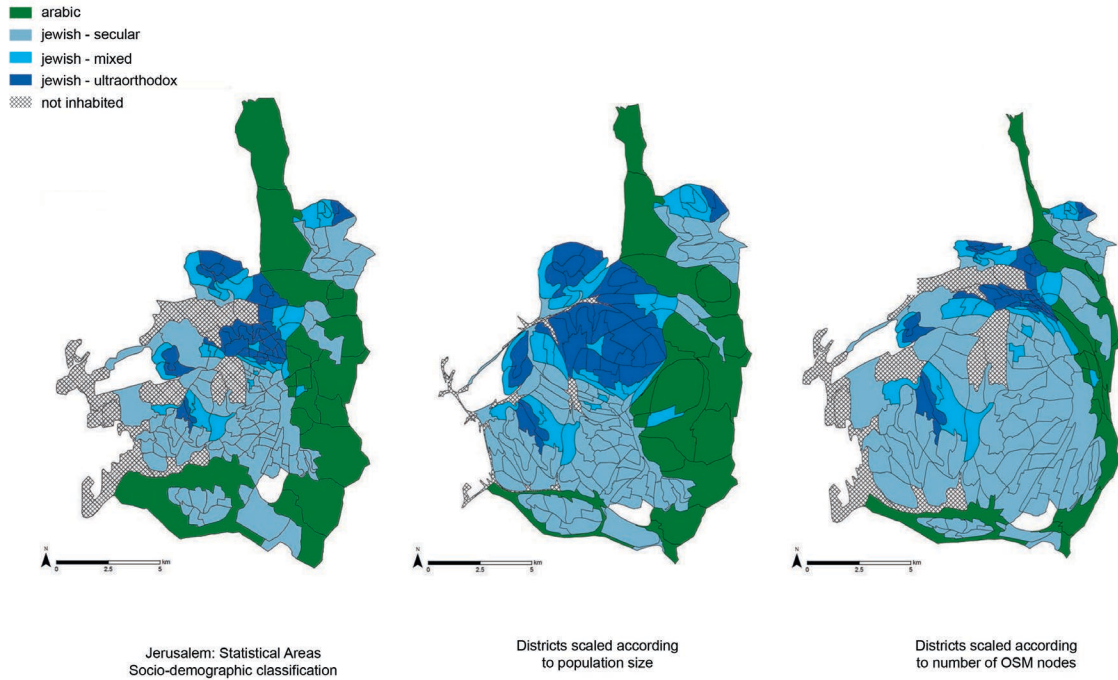 arabic
jewish - secular
jewish - mixed
jewish - ultraorthodox
not inhabited
N
0 2.5 5 km
N
0 2.5 5 km
N
0 2.5 5 km
Jerusalem: Statistical Areas
Socio-demographic classification
Districts scaled according
to population size
Districts scaled according
to number of OSM nodes